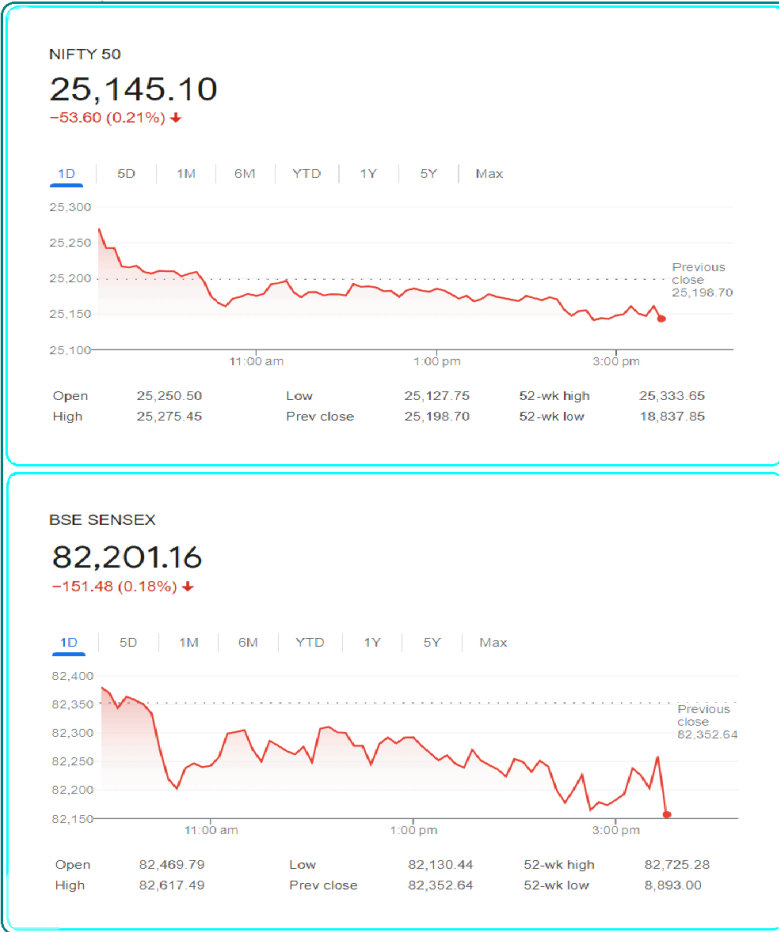 NIFTY 50
25,145.10
−53.60 (0.21%)
1D 5D 1M 6M YTD 1Y 5Y Max
25,300
25,250
25,200
25,150
25,100
Previous
close
25,198.70
11:00 am 1:00 pm 3:00 pm
Open 25,250.50 Low 25,127.75 52-wk high 25,333.65
High 25,275.45 Prev close 25,198.70 52-wk low 18,837.85
BSE SENSEX
82,201.16
−151.48 (0.18%)
1D 5D 1M 6M YTD 1Y 5Y Max
82,400
82,350
82,300
82,250
82,200
82,150
Previous
close
82,352.64
11:00 am 1:00 pm 3:00 pm
Open 82,469.79 Low 82,130.44 52-wk high 82,725.28
High 82,617.49 Prev close 82,352.64 52-wk low 8,893.00